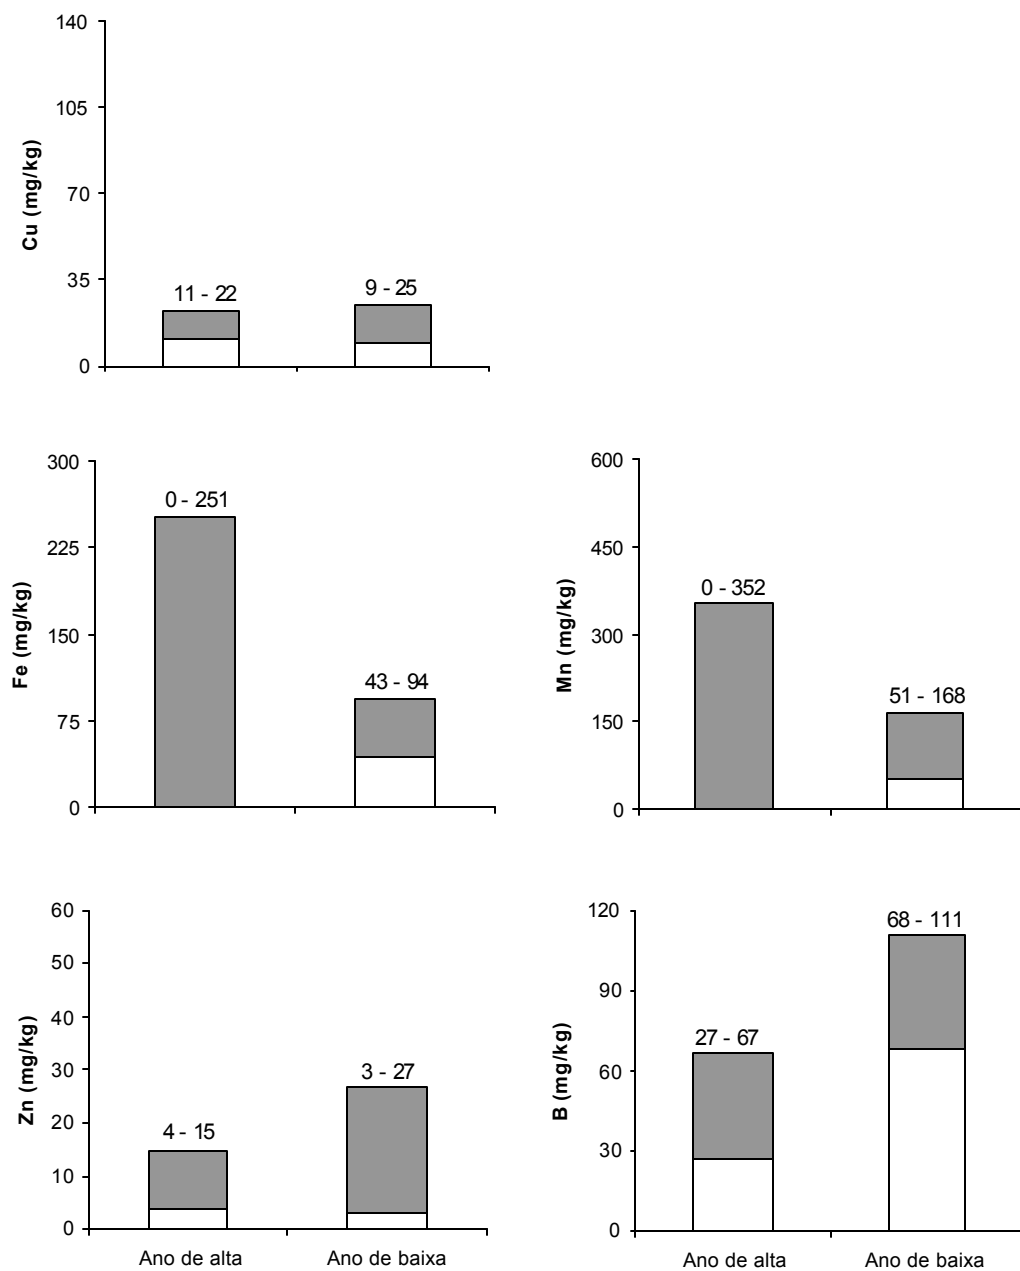 Cu (mg/kg)
140
105
70
35
0
11 - 22
9 - 25
Fe (mg/kg)
300
225
150
75
0
0 - 251
43 - 94
Mn (mg/kg)
600
450
300
150
0
0 - 352
51 - 168
Zn (mg/kg)
60
50
40
30
20
10
0
4 - 15
3 - 27
Ano de alta
Ano de baixa
B (mg/kg)
120
90
60
30
0
27 - 67
68 - 111
Ano de alta
Ano de baixa